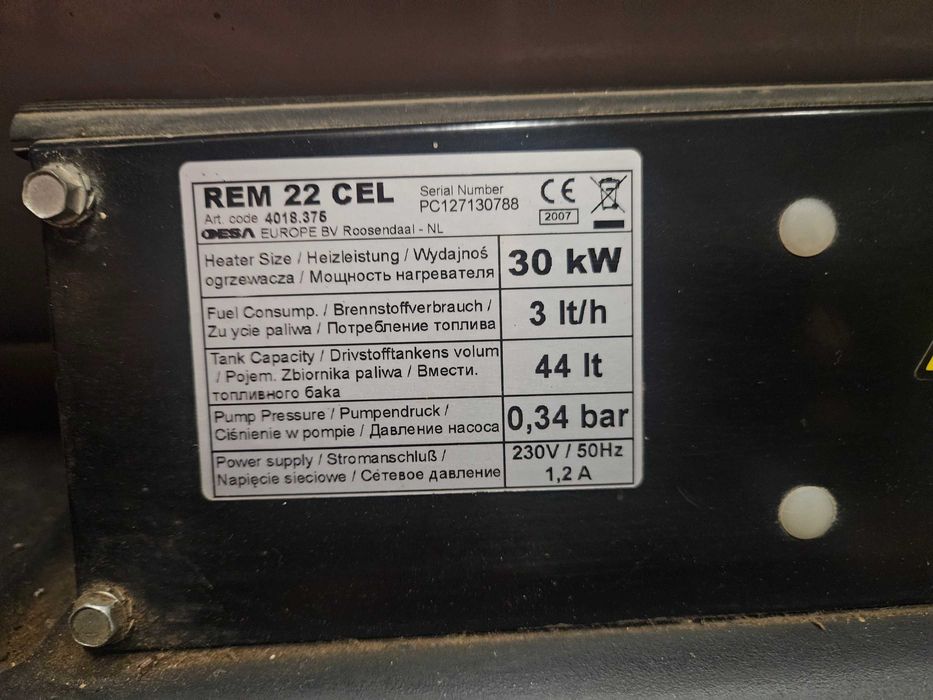 REM 22 CEL
Serial Number
PC127130788
CE
2007
Art. code 4018.375
DESA EUROPE BV Roosendaal - NL
Heater Size / Heizleistung / Wydajnoś
ogrzewacza / Мощность нагревателя
30 kW
Fuel Consump. / Brennstoffverbrauch /
Zu ycie paliwa / Потребление топлива
3 lt/h
Tank Capacity / Drivstofftankens volum
/ Pojem. Zbiornika paliwa / Вмести.
топливного бака
44 lt
Pump Pressure / Pumpendruck /
Ciśnienie w pompie / Давление насоса
0,34 bar
Power supply / Stromanschluß /
Napięcie sieciowe / Сетевое давление
230V / 50Hz
1,2 A